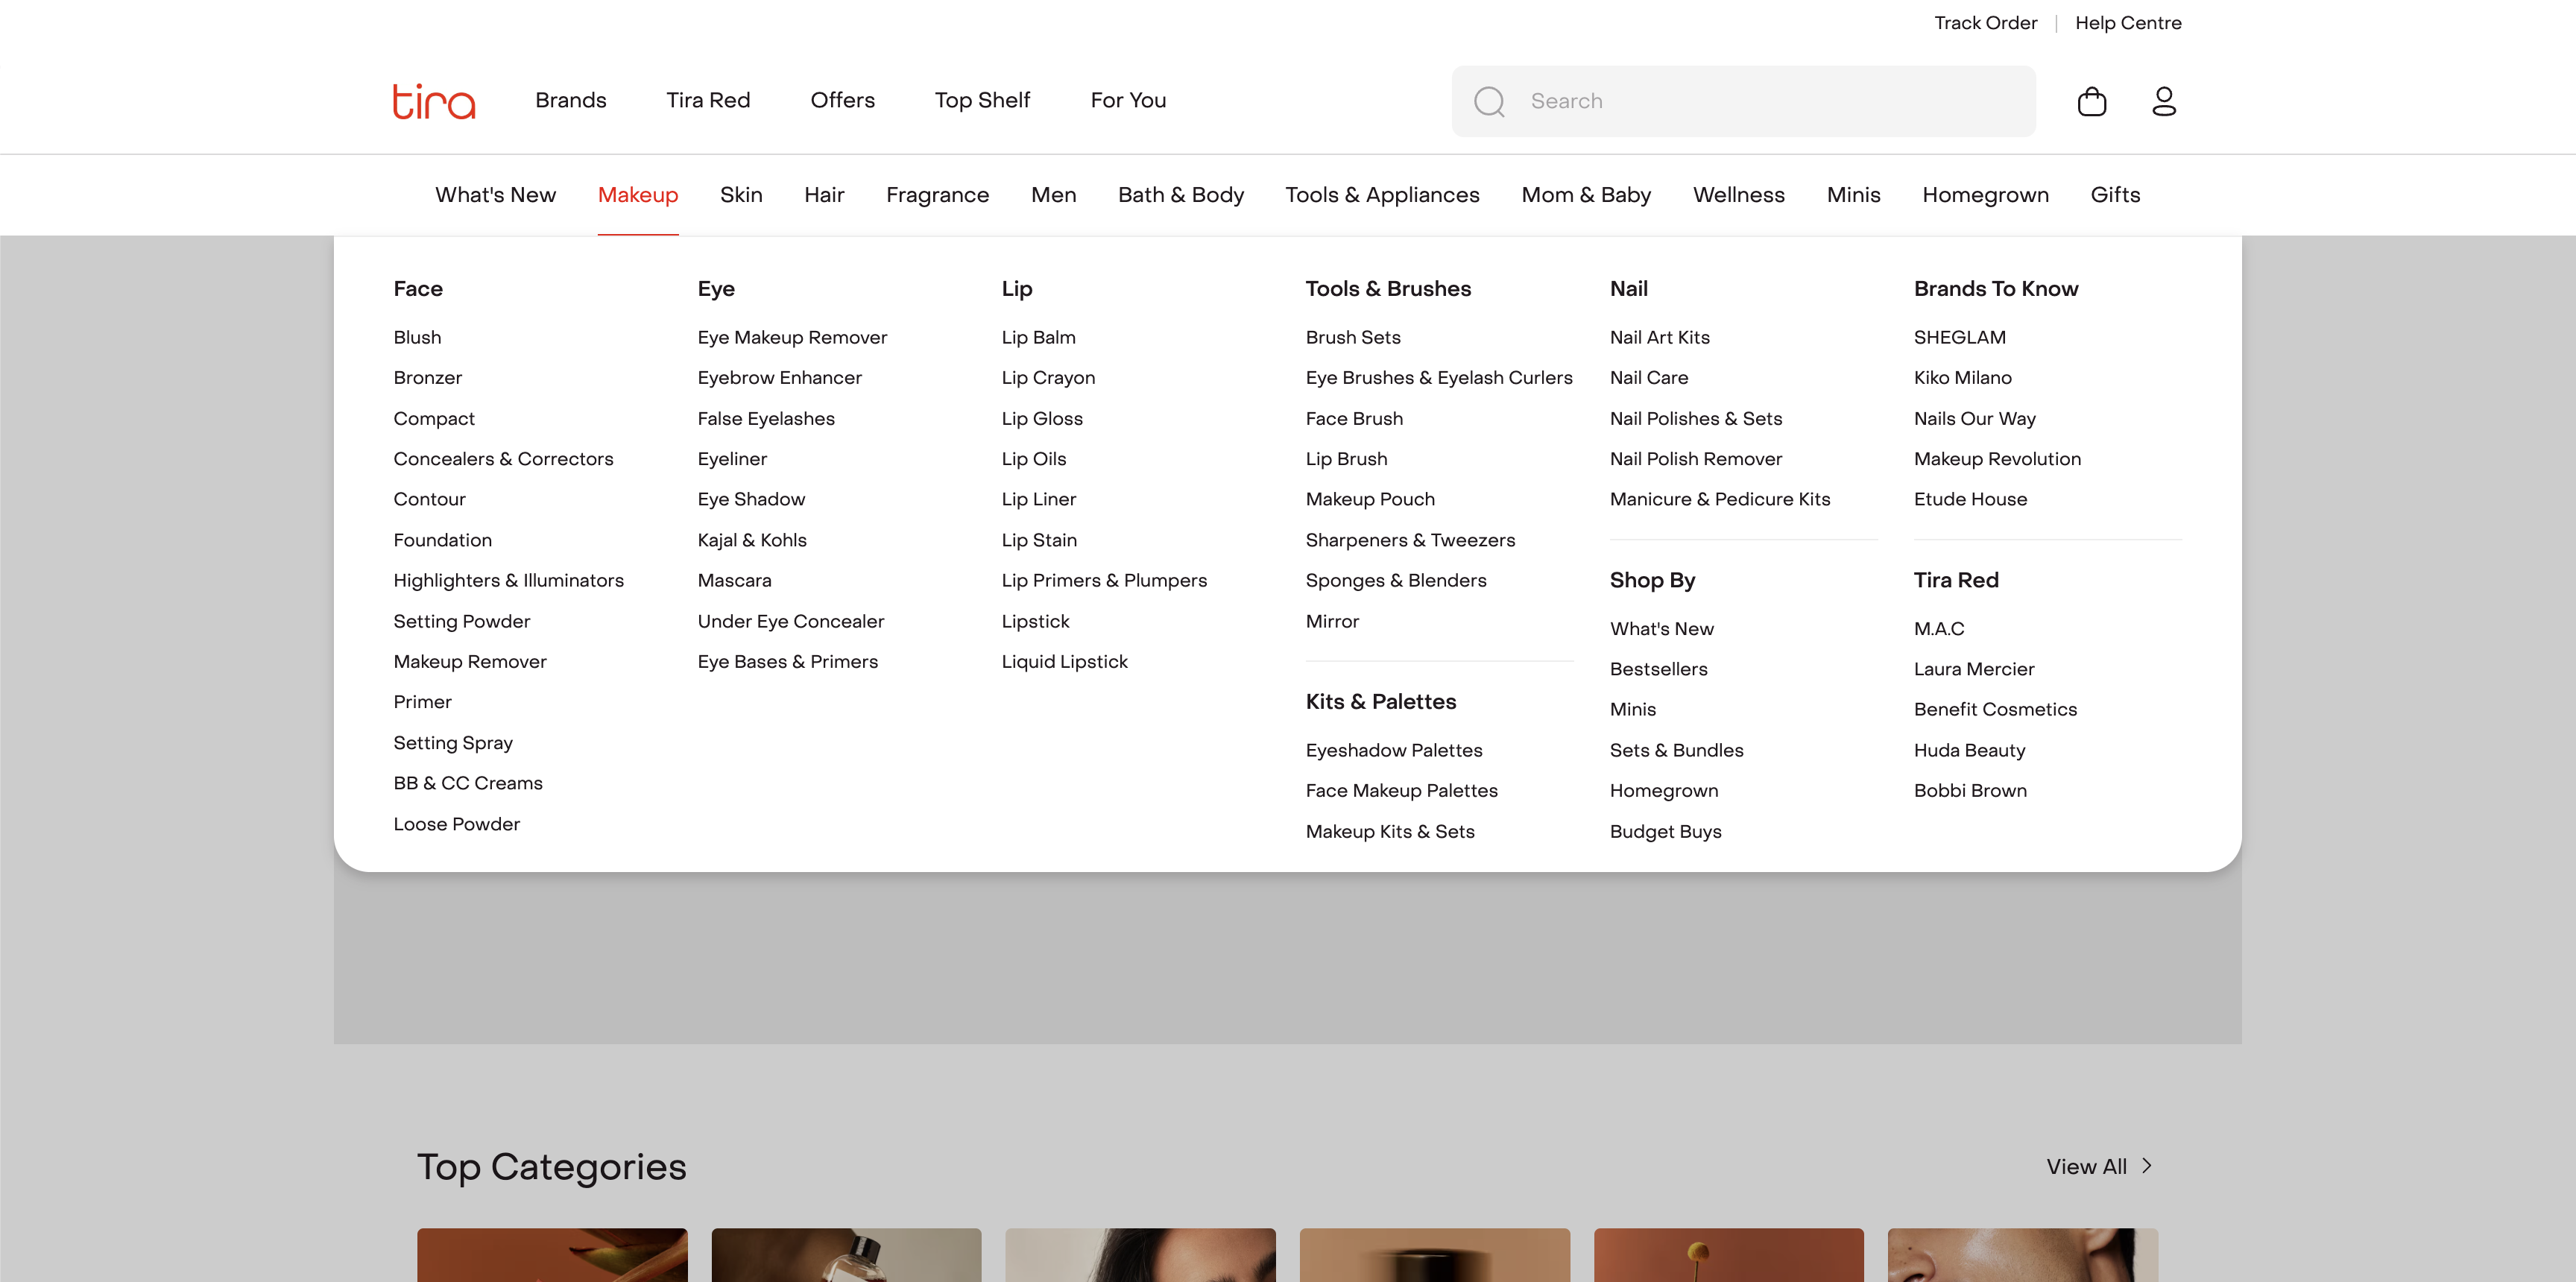 Track Order | Help Centre
tira Brands Tira Red Offers Top Shelf For You Search
What's New Makeup Skin Hair Fragrance Men Bath & Body Tools & Appliances Mom & Baby Wellness Minis Homegrown Gifts
Face
Blush
Bronzer
Compact
Concealers & Correctors
Contour
Foundation
Highlighters & Illuminators
Setting Powder
Makeup Remover
Primer
Setting Spray
BB & CC Creams
Loose Powder
Eye
Eye Makeup Remover
Eyebrow Enhancer
False Eyelashes
Eyeliner
Eye Shadow
Kajal & Kohls
Mascara
Under Eye Concealer
Eye Bases & Primers
Lip
Lip Balm
Lip Crayon
Lip Gloss
Lip Oils
Lip Liner
Lip Stain
Lip Primers & Plumpers
Lipstick
Liquid Lipstick
Tools & Brushes
Brush Sets
Eye Brushes & Eyelash Curlers
Face Brush
Lip Brush
Makeup Pouch
Sharpeners & Tweezers
Sponges & Blenders
Mirror
Kits & Palettes
Eyeshadow Palettes
Face Makeup Palettes
Makeup Kits & Sets
Nail
Nail Art Kits
Nail Care
Nail Polishes & Sets
Nail Polish Remover
Manicure & Pedicure Kits
Shop By
What's New
Bestsellers
Minis
Sets & Bundles
Homegrown
Budget Buys
Brands To Know
SHEGLAM
Kiko Milano
Nails Our Way
Makeup Revolution
Etude House
Tira Red
M.A.C
Laura Mercier
Benefit Cosmetics
Huda Beauty
Bobbi Brown
Top Categories View All